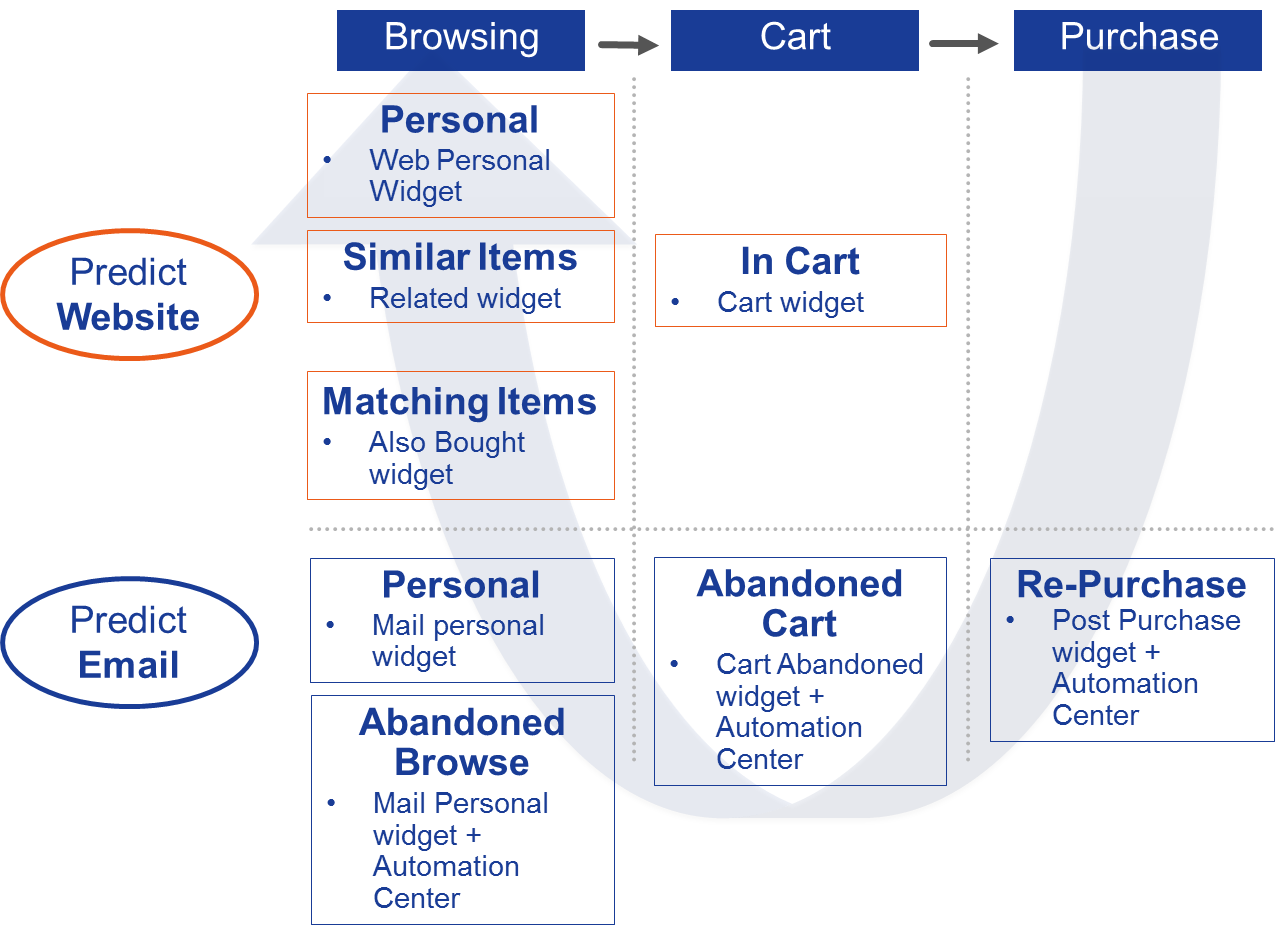 Browsing
Cart
Purchase
Predict
Website
Personal
• Web Personal
Widget
Similar Items
• Related widget
Matching Items
• Also Bought
widget
In Cart
• Cart widget
Predict
Email
Personal
• Mail personal
widget
Abandoned
Browse
• Mail Personal
widget +
Automation
Center
Abandoned
Cart
• Cart Abandoned
widget +
Automation
Center
Re-Purchase
• Post Purchase
widget +
Automation
Center